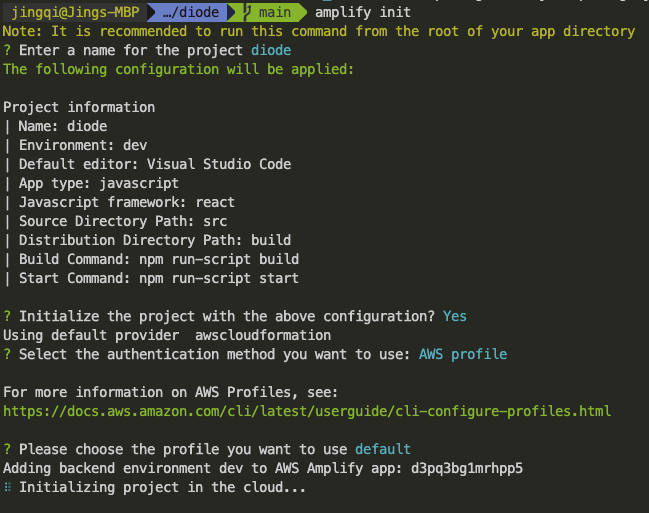 jingqi@Jings-MBP …/diode main amplify init
Note: It is recommended to run this command from the root of your app directory
? Enter a name for the project diode
The following configuration will be applied:
Project information
| Name: diode
| Environment: dev
| Default editor: Visual Studio Code
| App type: javascript
| Javascript framework: react
| Source Directory Path: src
| Distribution Directory Path: build
| Build Command: npm run-script build
| Start Command: npm run-script start
? Initialize the project with the above configuration? Yes
Using default provider  awscloudformation
? Select the authentication method you want to use: AWS profile
For more information on AWS Profiles, see:
https://docs.aws.amazon.com/cli/latest/userguide/cli-configure-profiles.html
? Please choose the profile you want to use default
Adding backend environment dev to AWS Amplify app: d3pq3bg1mrhpp5
⠸ Initializing project in the cloud...